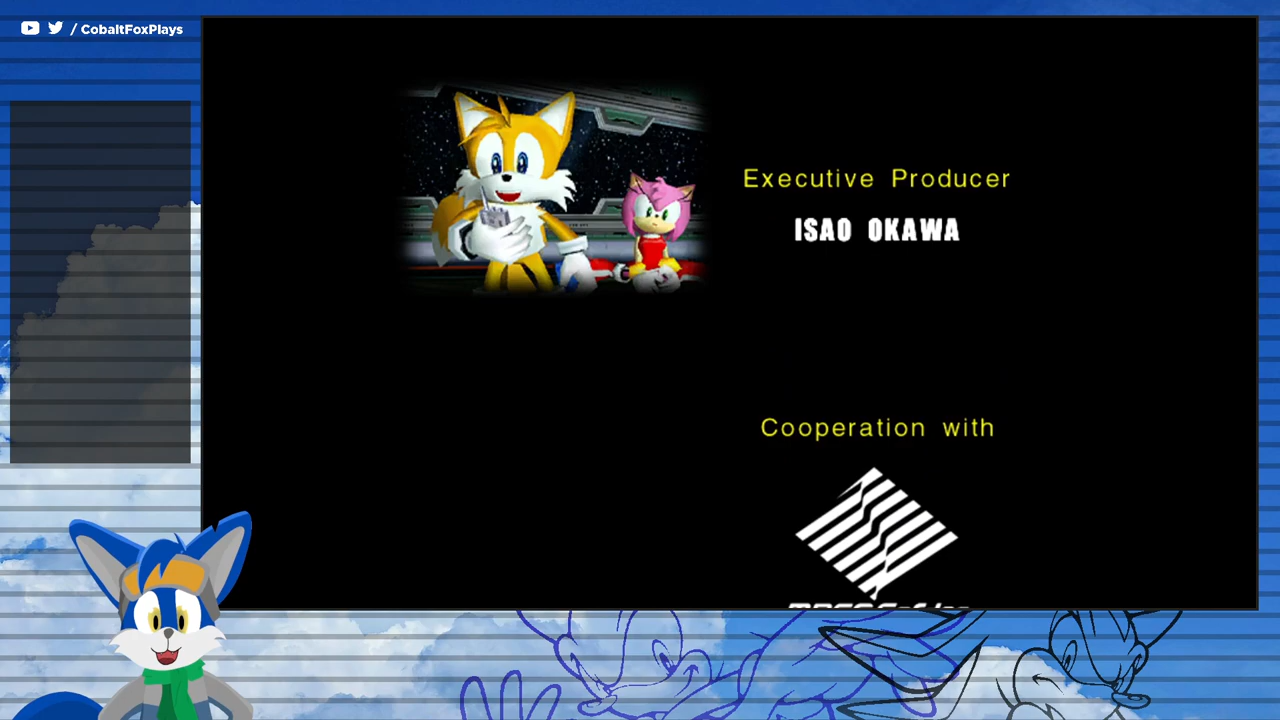 / CobaltFoxPlays
Executive Producer
ISAO OKAWA
Cooperation with